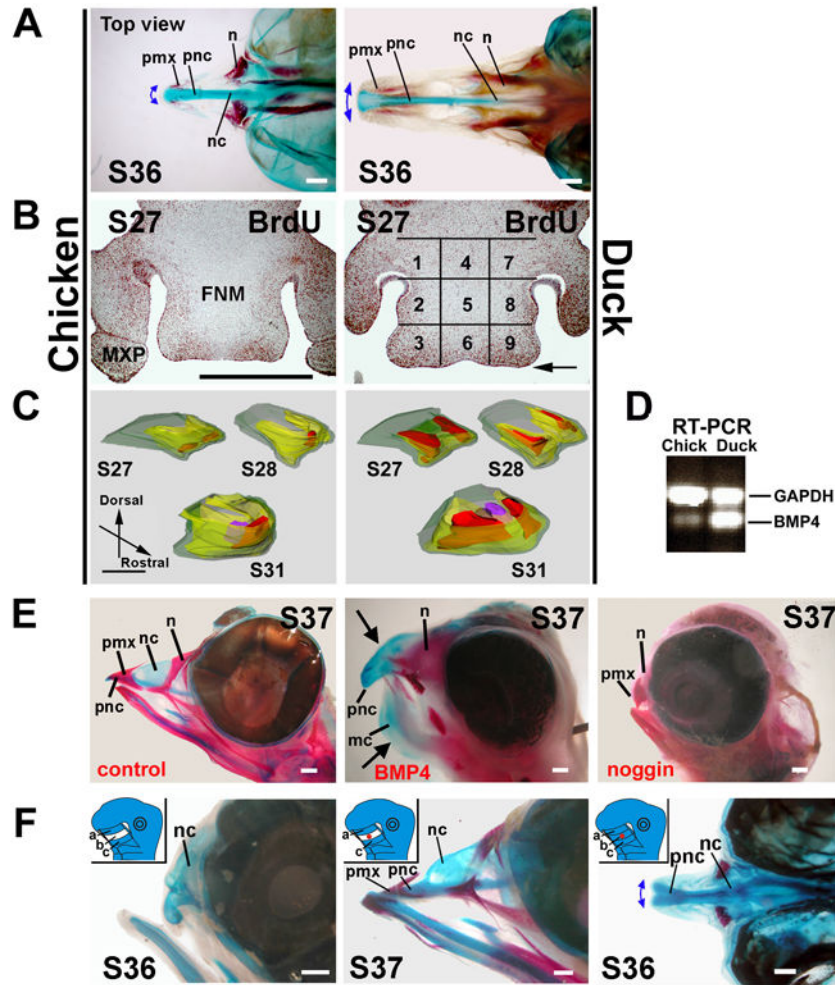 A
Top view
pmx pnc n
nc
S36
nc n
pmx
pnc
S36
Chicken
Duck
B
S27 BrdU
FNM
MXP
S27 BrdU
1 4 7
2 5 8
3 6 9
C
S27
S28
Dorsal
Rostral
S31
S27
S28
S31
D
RT-PCR
Chick Duck
GAPDH
BMP4
E
S37
n
nc
pmx
pnc
control
S37
n
pnc
mc
BMP4
S37
n
pmx
noggin
F
a
b
c
nc
S36
a
c
nc
pnc
pmx
S37
a
b
c
nc
pnc
S36